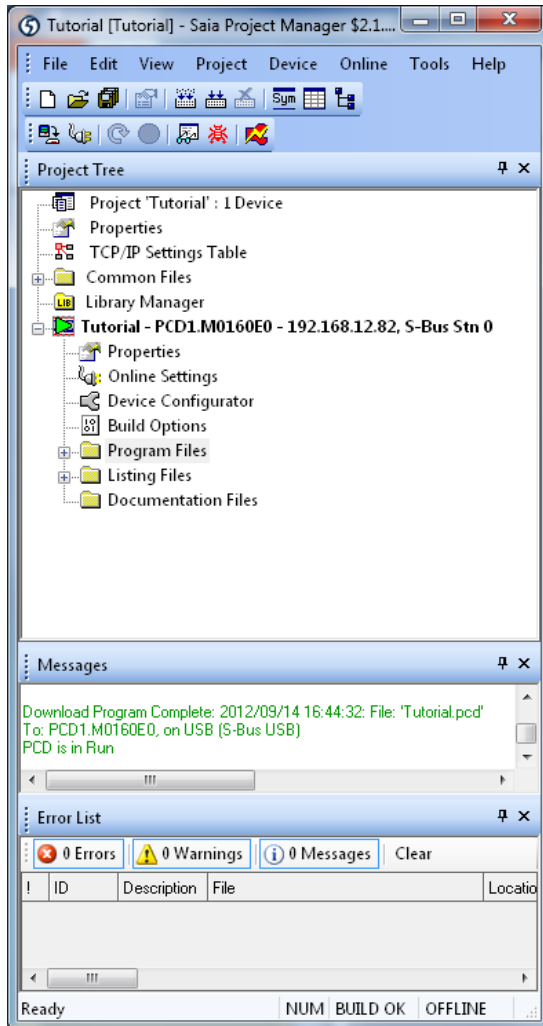 Tutorial [Tutorial] - Saia Project Manager $2.1....
File Edit View Project Device Online Tools Help
Sym
Project Tree
Project 'Tutorial' : 1 Device
Properties
TCP/IP Settings Table
Common Files
LIB Library Manager
Tutorial - PCD1.M0160E0 - 192.168.12.82, S-Bus Stn 0
Properties
Online Settings
Device Configurator
Build Options
Program Files
Listing Files
Documentation Files
Messages
Download Program Complete: 2012/09/14 16:44:32: File: 'Tutorial.pcd'
To: PCD1.M0160E0, on USB (S-Bus USB)
PCD is in Run
Error List
0 Errors 0 Warnings 0 Messages Clear
! ID Description File Locatio
Ready NUM BUILD OK OFFLINE